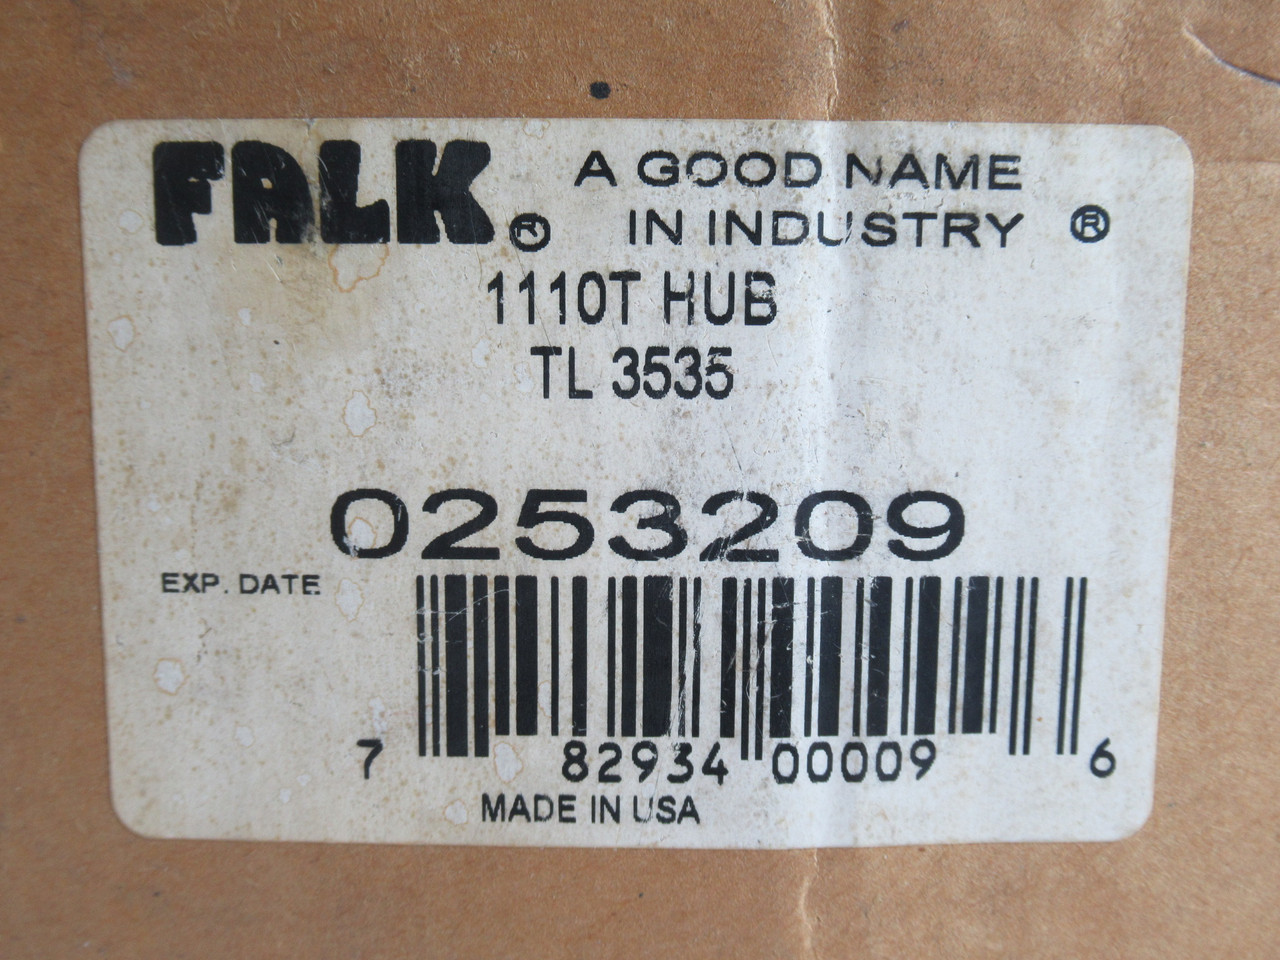 FALK® A GOOD NAME
IN INDUSTRY ®
1110T HUB
TL 3535
0253209
EXP. DATE
7 82934 00009 6
MADE IN USA